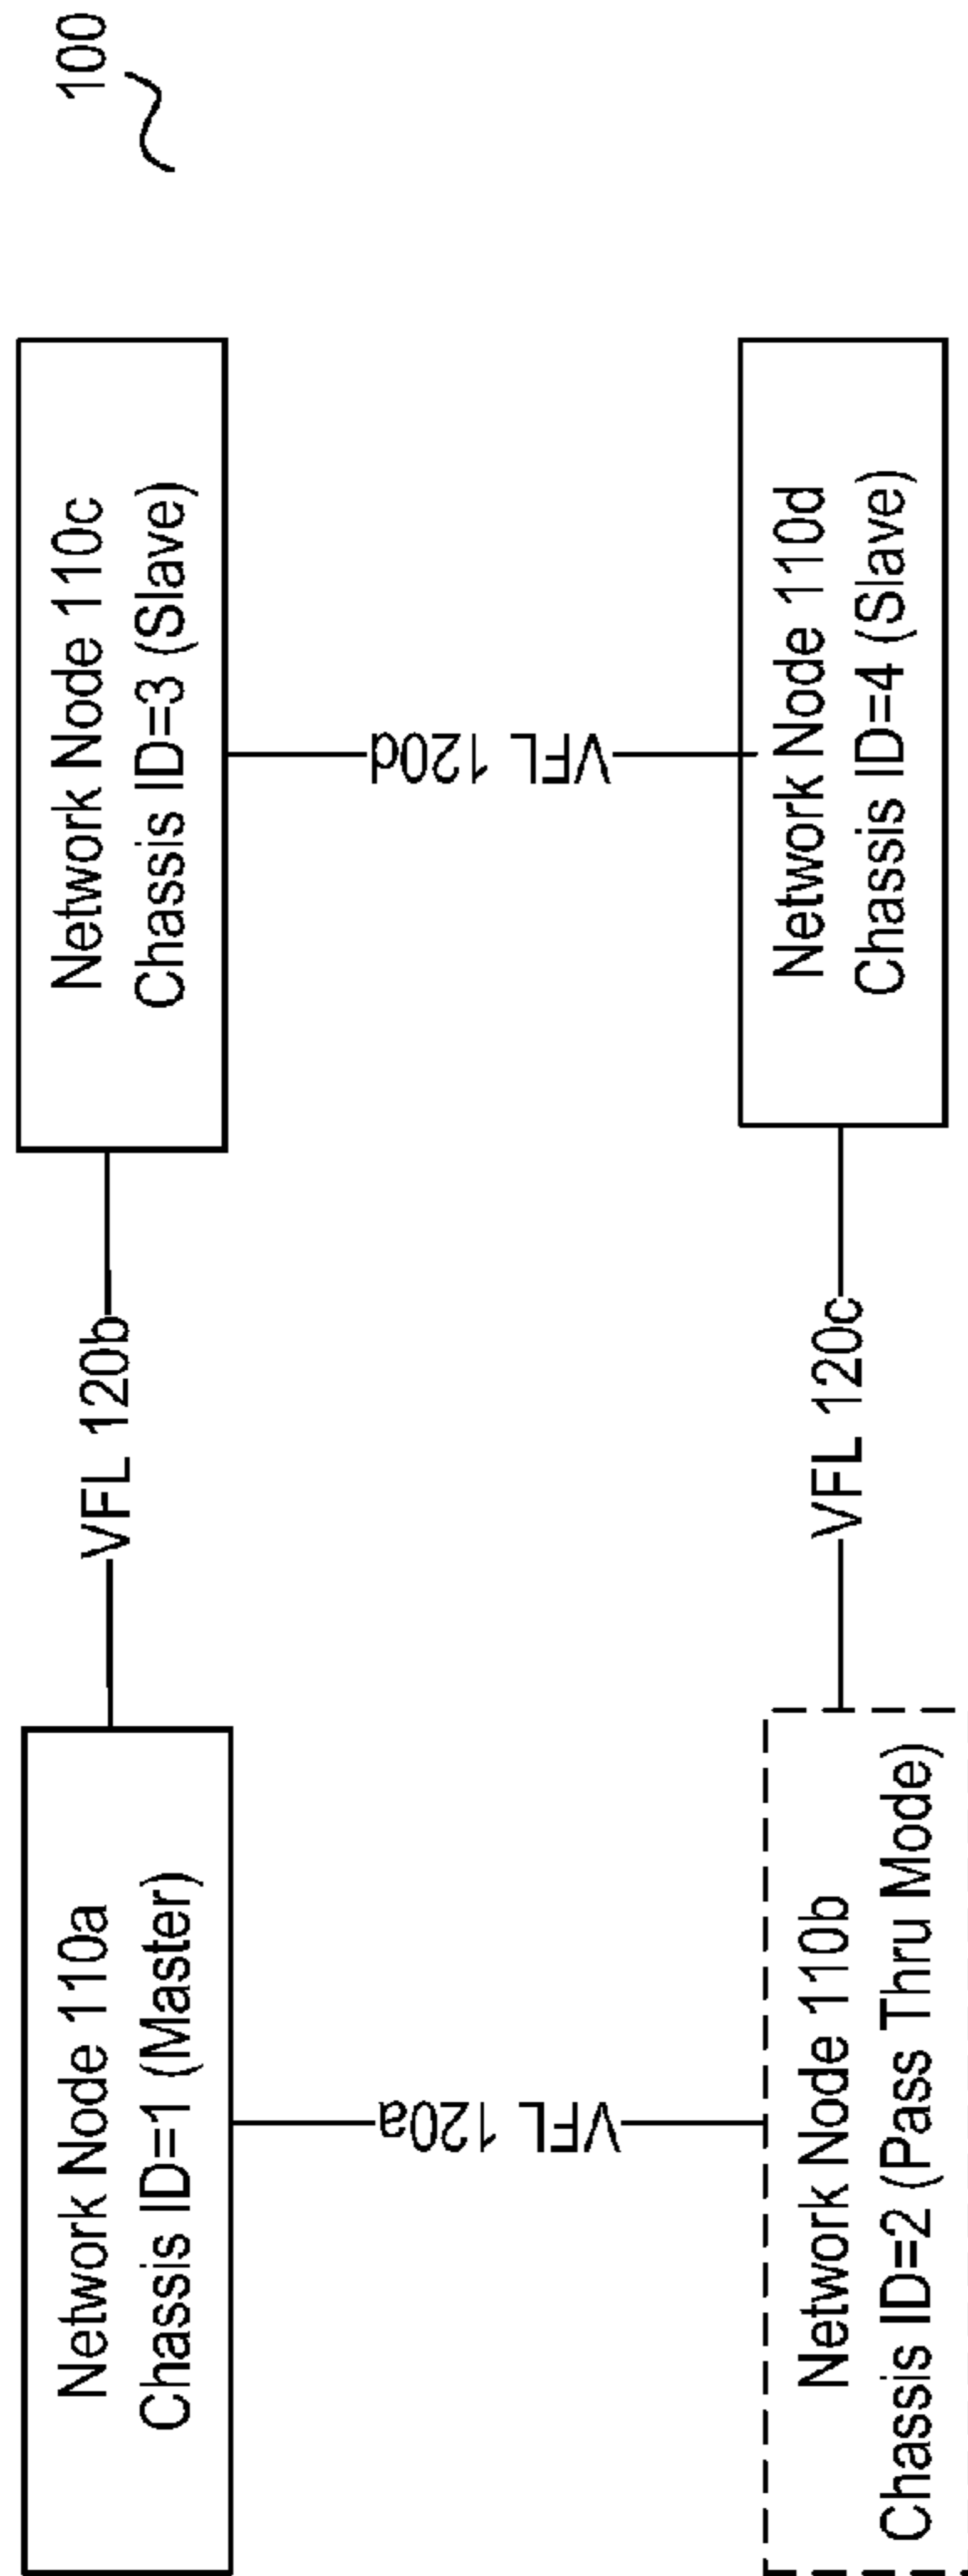 100
Network Node 110a
Chassis ID=1 (Master)
VFL 120b
Network Node 110c
Chassis ID=3 (Slave)
VFL 120a
VFL 120d
Network Node 110b
Chassis ID=2 (Pass Thru Mode)
VFL 120c
Network Node 110d
Chassis ID=4 (Slave)